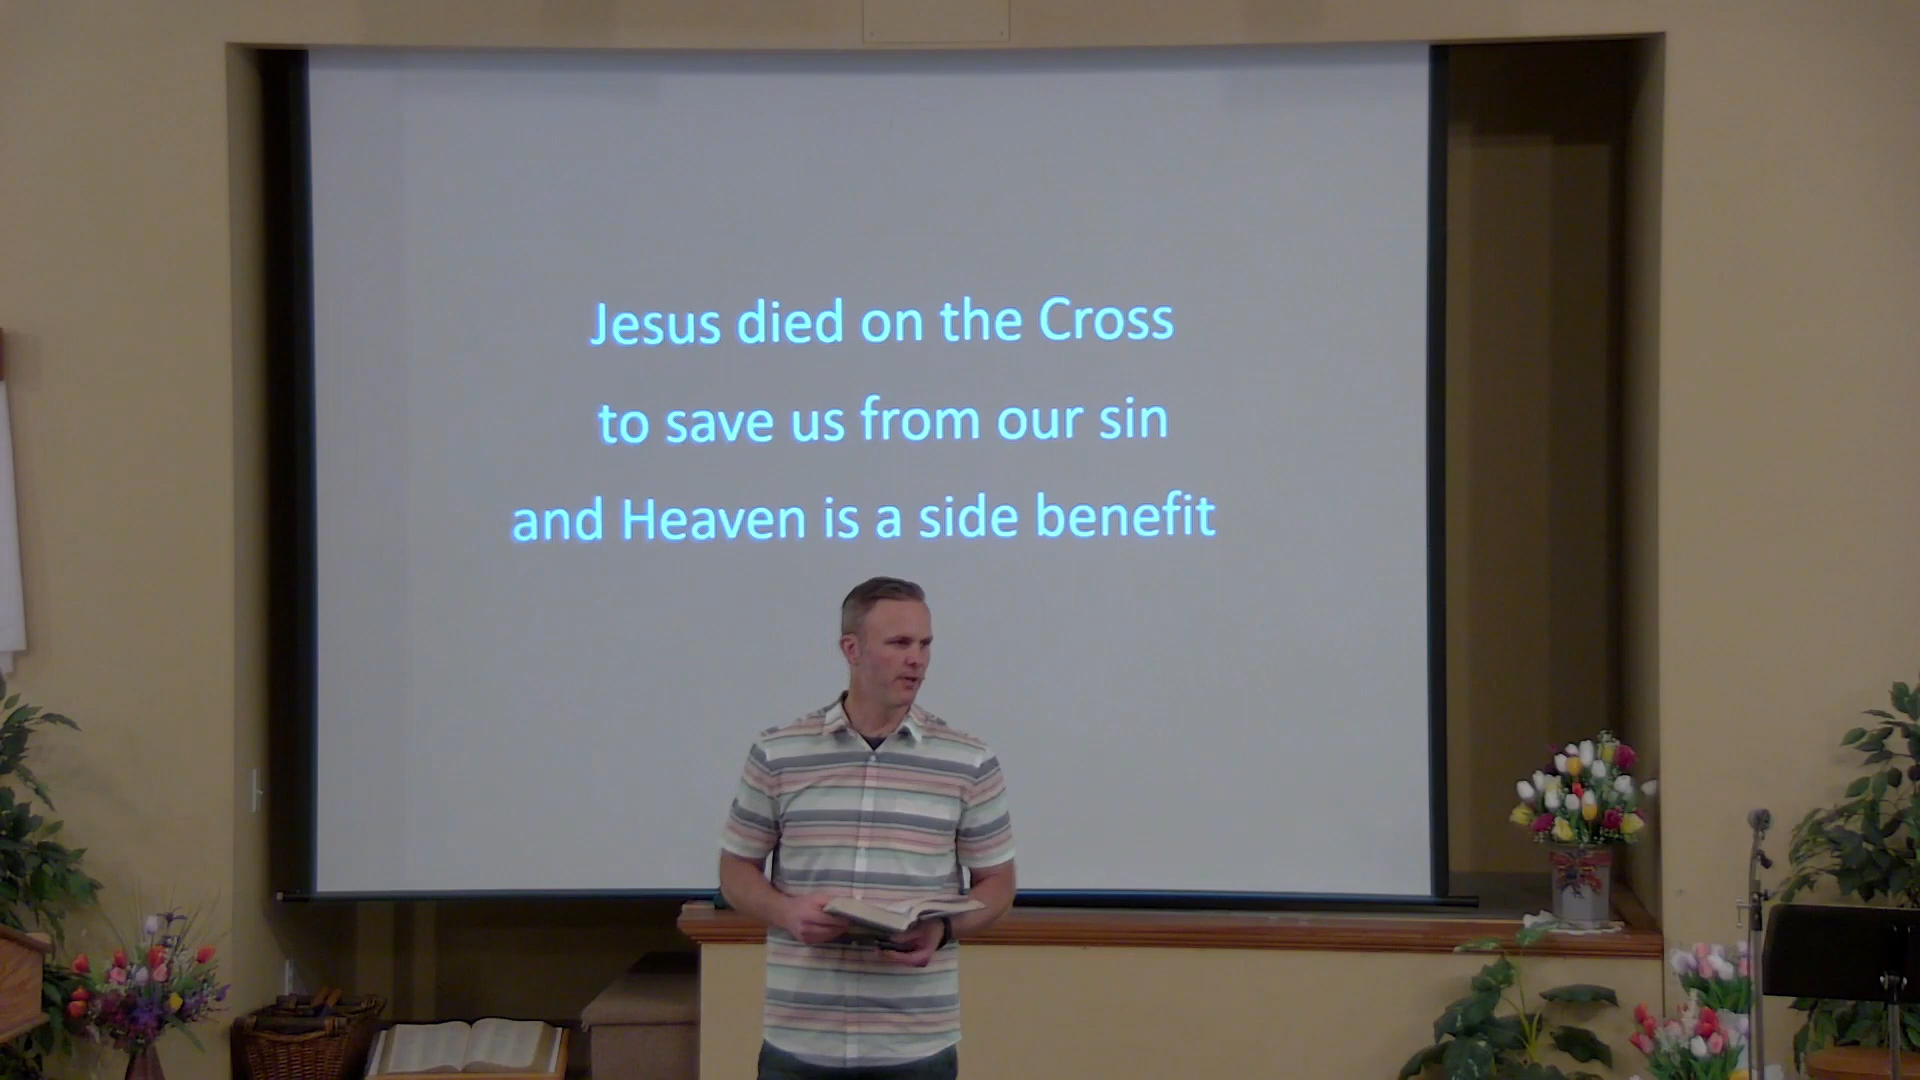 Jesus died on the Cross
to save us from our sin
and Heaven is a side benefit